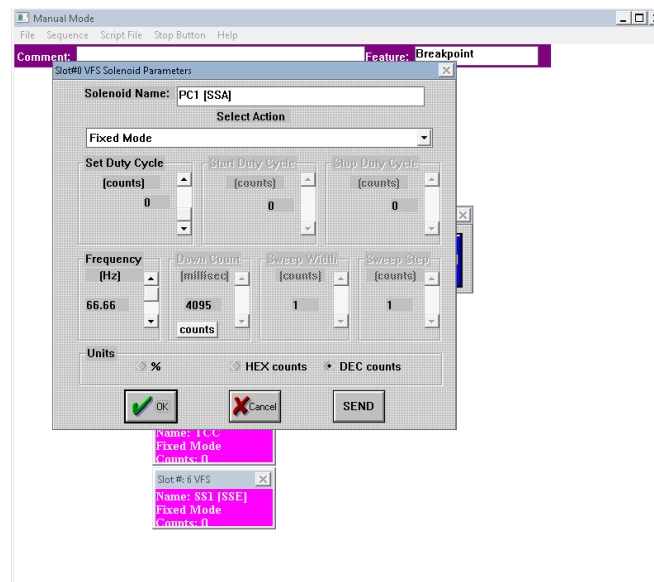 Manual Mode
File Sequence Script File Stop Button Help
Comment: Feature: Breakpoint
Slot#0 VFS Solenoid Parameters
Solenoid Name: PC1 [SSA]
Select Action
Fixed Mode
Set Duty Cycle Start Duty Cycle Stop Duty Cycle
(counts) (counts) (counts)
0 0 0
Frequency Down Count Sweep Width Sweep Step
(Hz) (millisec) (counts) (counts)
66.66 4095 1 1
counts
Units
% HEX counts DEC counts
OK Cancel SEND
Name: TCC
Fixed Mode
Counts: 0
Slot #: 6 VFS
Name: SS1 [SSE]
Fixed Mode
Counts: 0